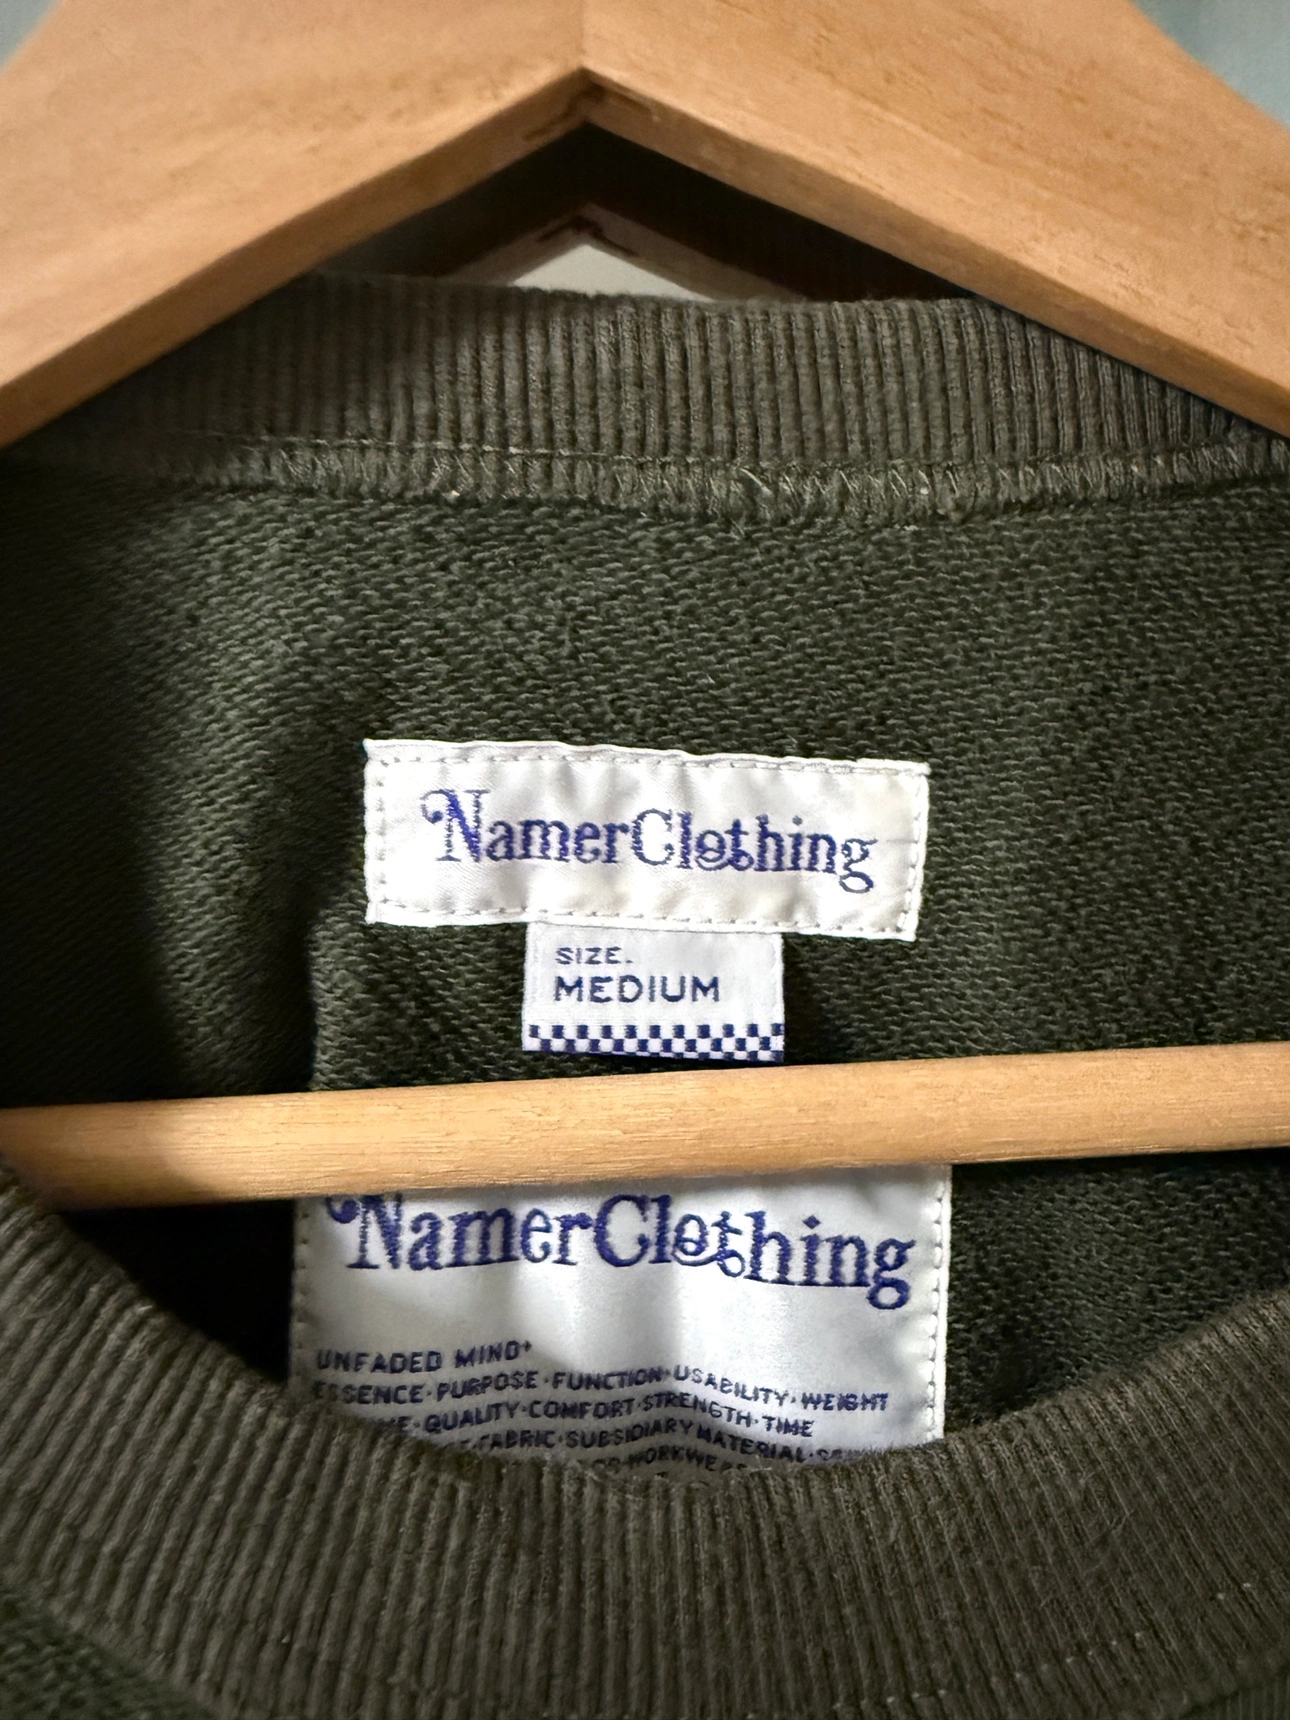 NamerClothing
SIZE.
MEDIUM
NamerClothing
UNFADED MIND+
ESSENCE·PURPOSE·FUNCTION·USABILITY·WEIGHT
·QUALITY·COMFORT·STRENGTH·TIME
FABRIC·SUBSIDIARY MATERIAL·